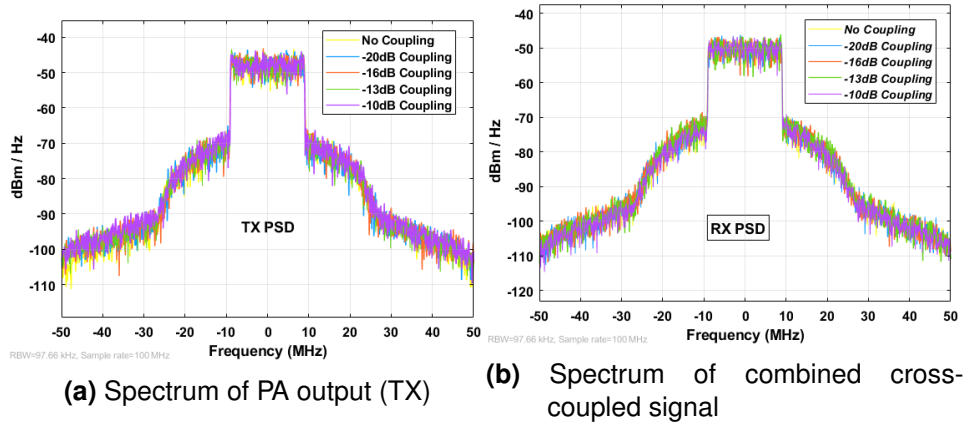 -40
-50
-60
-70
-80
-90
-100
-110
dBm / Hz
No Coupling
-20dB Coupling
-16dB Coupling
-13dB Coupling
-10dB Coupling
TX PSD
-50 -40 -30 -20 -10 0 10 20 30 40 50
Frequency (MHz)
RBW=97.66 kHz, Sample rate=100 MHz
(a) Spectrum of PA output (TX)
-40
-50
-60
-70
-80
-90
-100
-110
-120
dBm / Hz
No Coupling
-20dB Coupling
-16dB Coupling
-13dB Coupling
-10dB Coupling
RX PSD
-50 -40 -30 -20 -10 0 10 20 30 40 50
Frequency (MHz)
RBW=97.66 kHz, Sample rate=100 MHz
(b) Spectrum of combined cross-
coupled signal